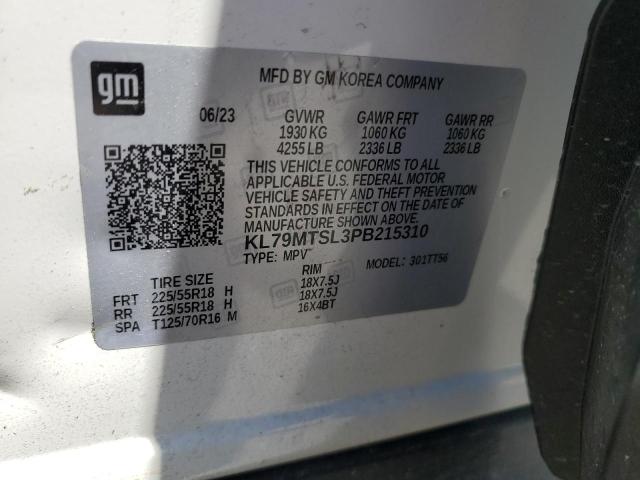 gm
MFD BY GM KOREA COMPANY
06/23 GVWR GAWR FRT GAWR RR
1930 KG 1060 KG 1060 KG
4255 LB 2336 LB 2336 LB
THIS VEHICLE CONFORMS TO ALL
APPLICABLE U.S. FEDERAL MOTOR
VEHICLE SAFETY AND THEFT PREVENTION
STANDARDS IN EFFECT ON THE DATE OF
MANUFACTURE SHOWN ABOVE.
KL79MTSL3PB215310
TYPE: MPV MODEL: 301TT56
TIRE SIZE RIM
FRT 225/55R18 H 18X7.5J
RR 225/55R18 H 18X7.5J
SPA T125/70R16 M 16X4BT